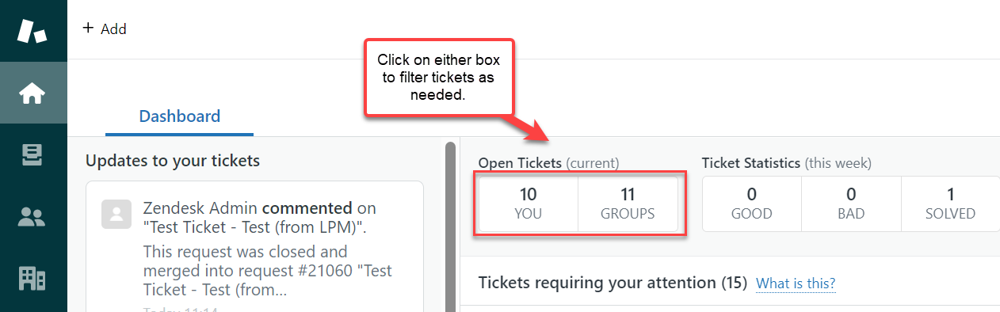 + Add
Click on either box
to filter tickets as
needed.
Dashboard
Updates to your tickets
Zendesk Admin commented on
"Test Ticket - Test (from LPM)".
This request was closed and
merged into request #21060 "Test
Ticket - Test (from...
Today 11:14
Open Tickets (current)
10
YOU
11
GROUPS
Ticket Statistics (this week)
0
GOOD
0
BAD
1
SOLVED
Tickets requiring your attention (15) What is this?